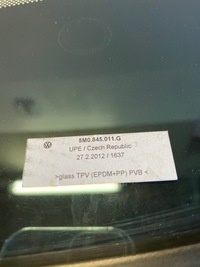 5M0.845.011.G
UPE / Czech Republic
27.2.2012 / 1637
>glass TPV (EPDM+PP) PVB <